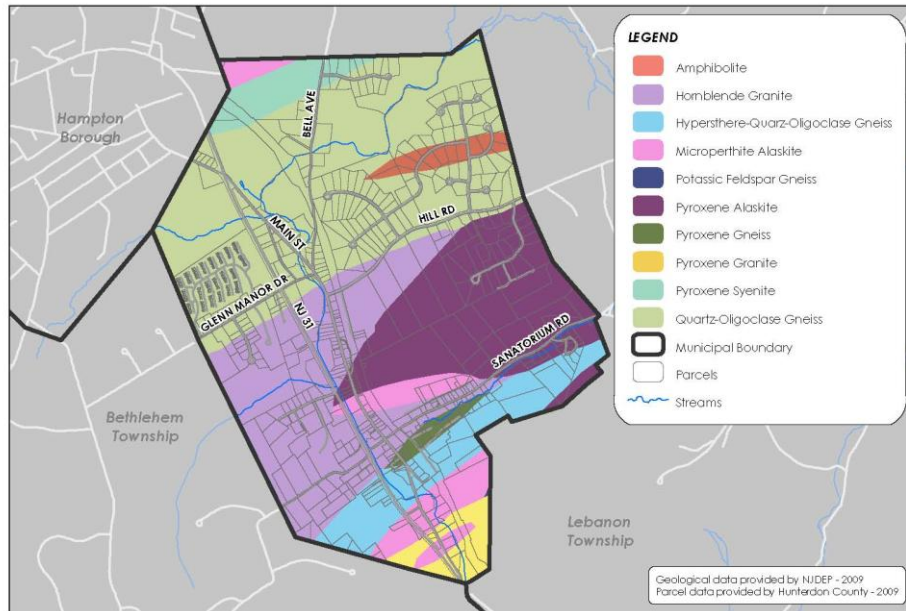 LEGEND
Amphibolite
Hornblende Granite
Hypersthere-Quarz-Oligoclase Gneiss
Microperthite Alaskite
Potassic Feldspar Gneiss
Pyroxene Alaskite
Pyroxene Gneiss
Pyroxene Granite
Pyroxene Syenite
Quartz-Oligoclase Gneiss
Municipal Boundary
Parcels
Streams
Hampton
Borough
BELL AVE
HILL RD
MAIN ST
GLENN MANOR DR
NJ 31
SANATORIUM RD
Bethlehem
Township
Lebanon
Township
Geological data provided by NJDEP - 2009
Parcel data provided by Hunterdon County - 2009